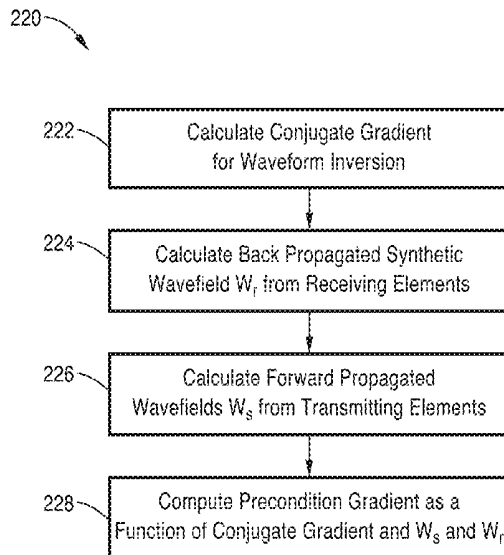 220
222
Calculate Conjugate Gradient
for Waveform Inversion
224
Calculate Back Propagated Synthetic
Wavefield Wr from Receiving Elements
226
Calculate Forward Propagated
Wavefields Ws from Transmitting Elements
228
Compute Precondition Gradient as a
Function of Conjugate Gradient and Ws and Wr